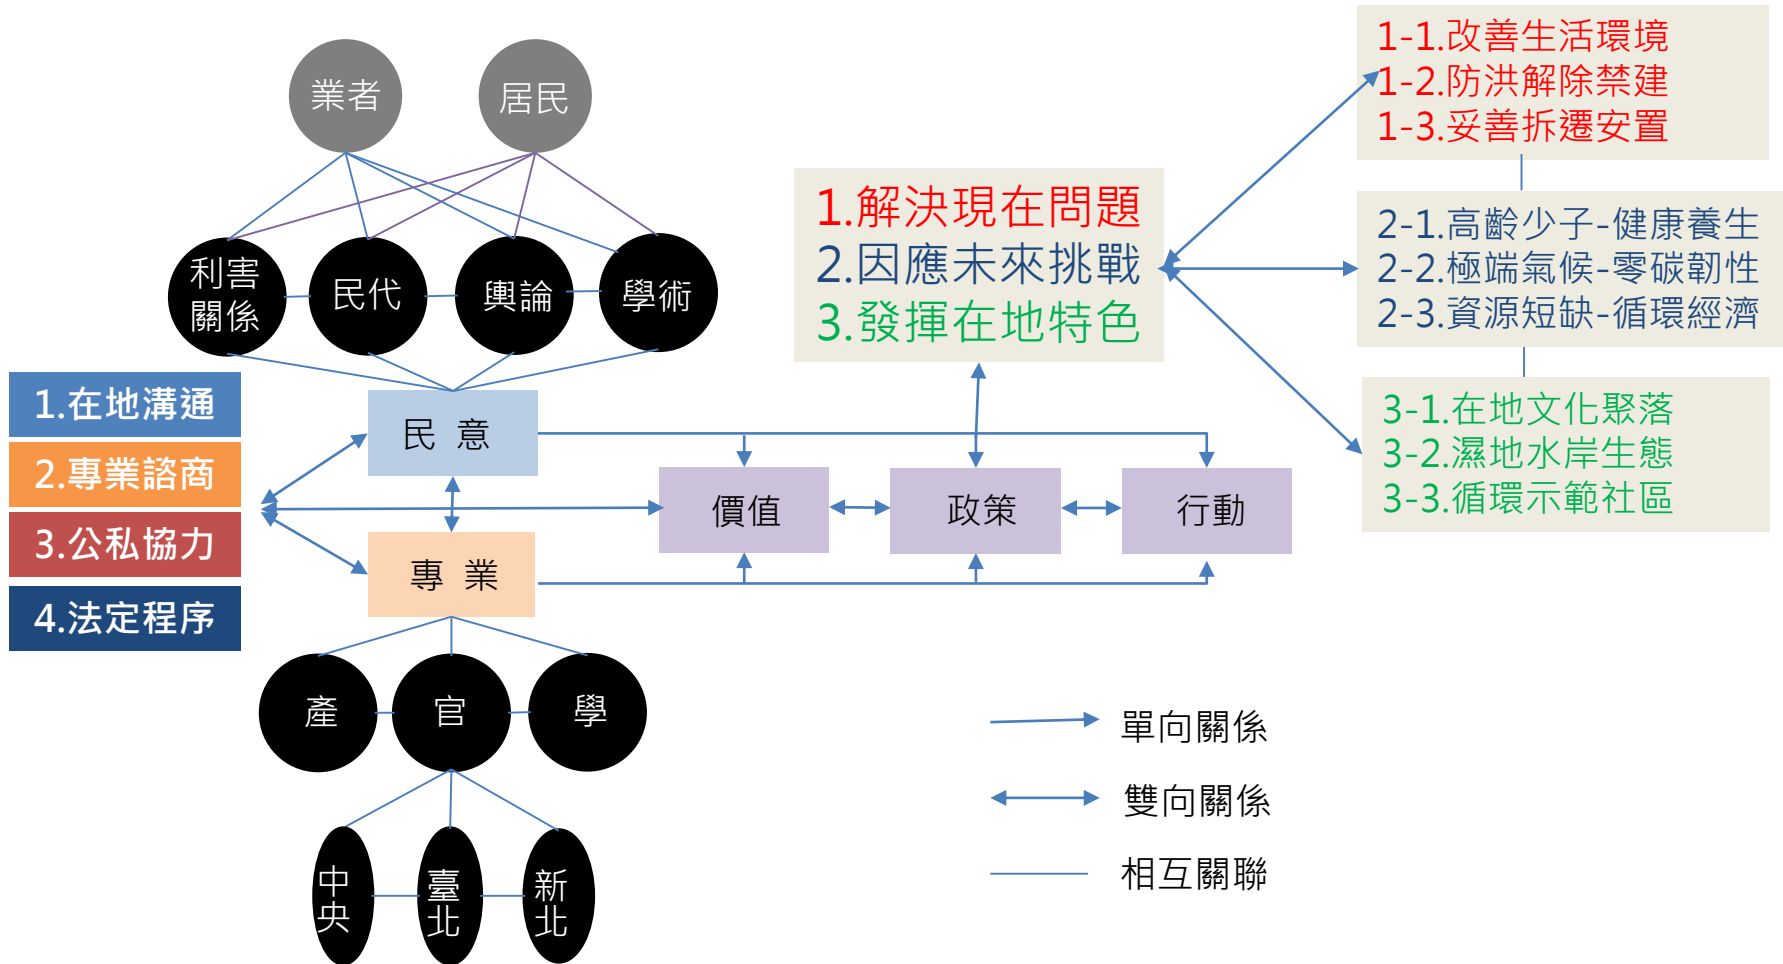 業者
居民
利害
關係
民代
輿論
學術
1.在地溝通
2.專業諮商
3.公私協力
4.法定程序
民 意
專 業
產
官
學
中
央
臺
北
新
北
價值
政策
行動
1.解決現在問題
2.因應未來挑戰
3.發揮在地特色
1-1.改善生活環境
1-2.防洪解除禁建
1-3.妥善拆遷安置
2-1.高齡少子-健康養生
2-2.極端氣候-零碳韌性
2-3.資源短缺-循環經濟
3-1.在地文化聚落
3-2.濕地水岸生態
3-3.循環示範社區
單向關係
雙向關係
相互關聯